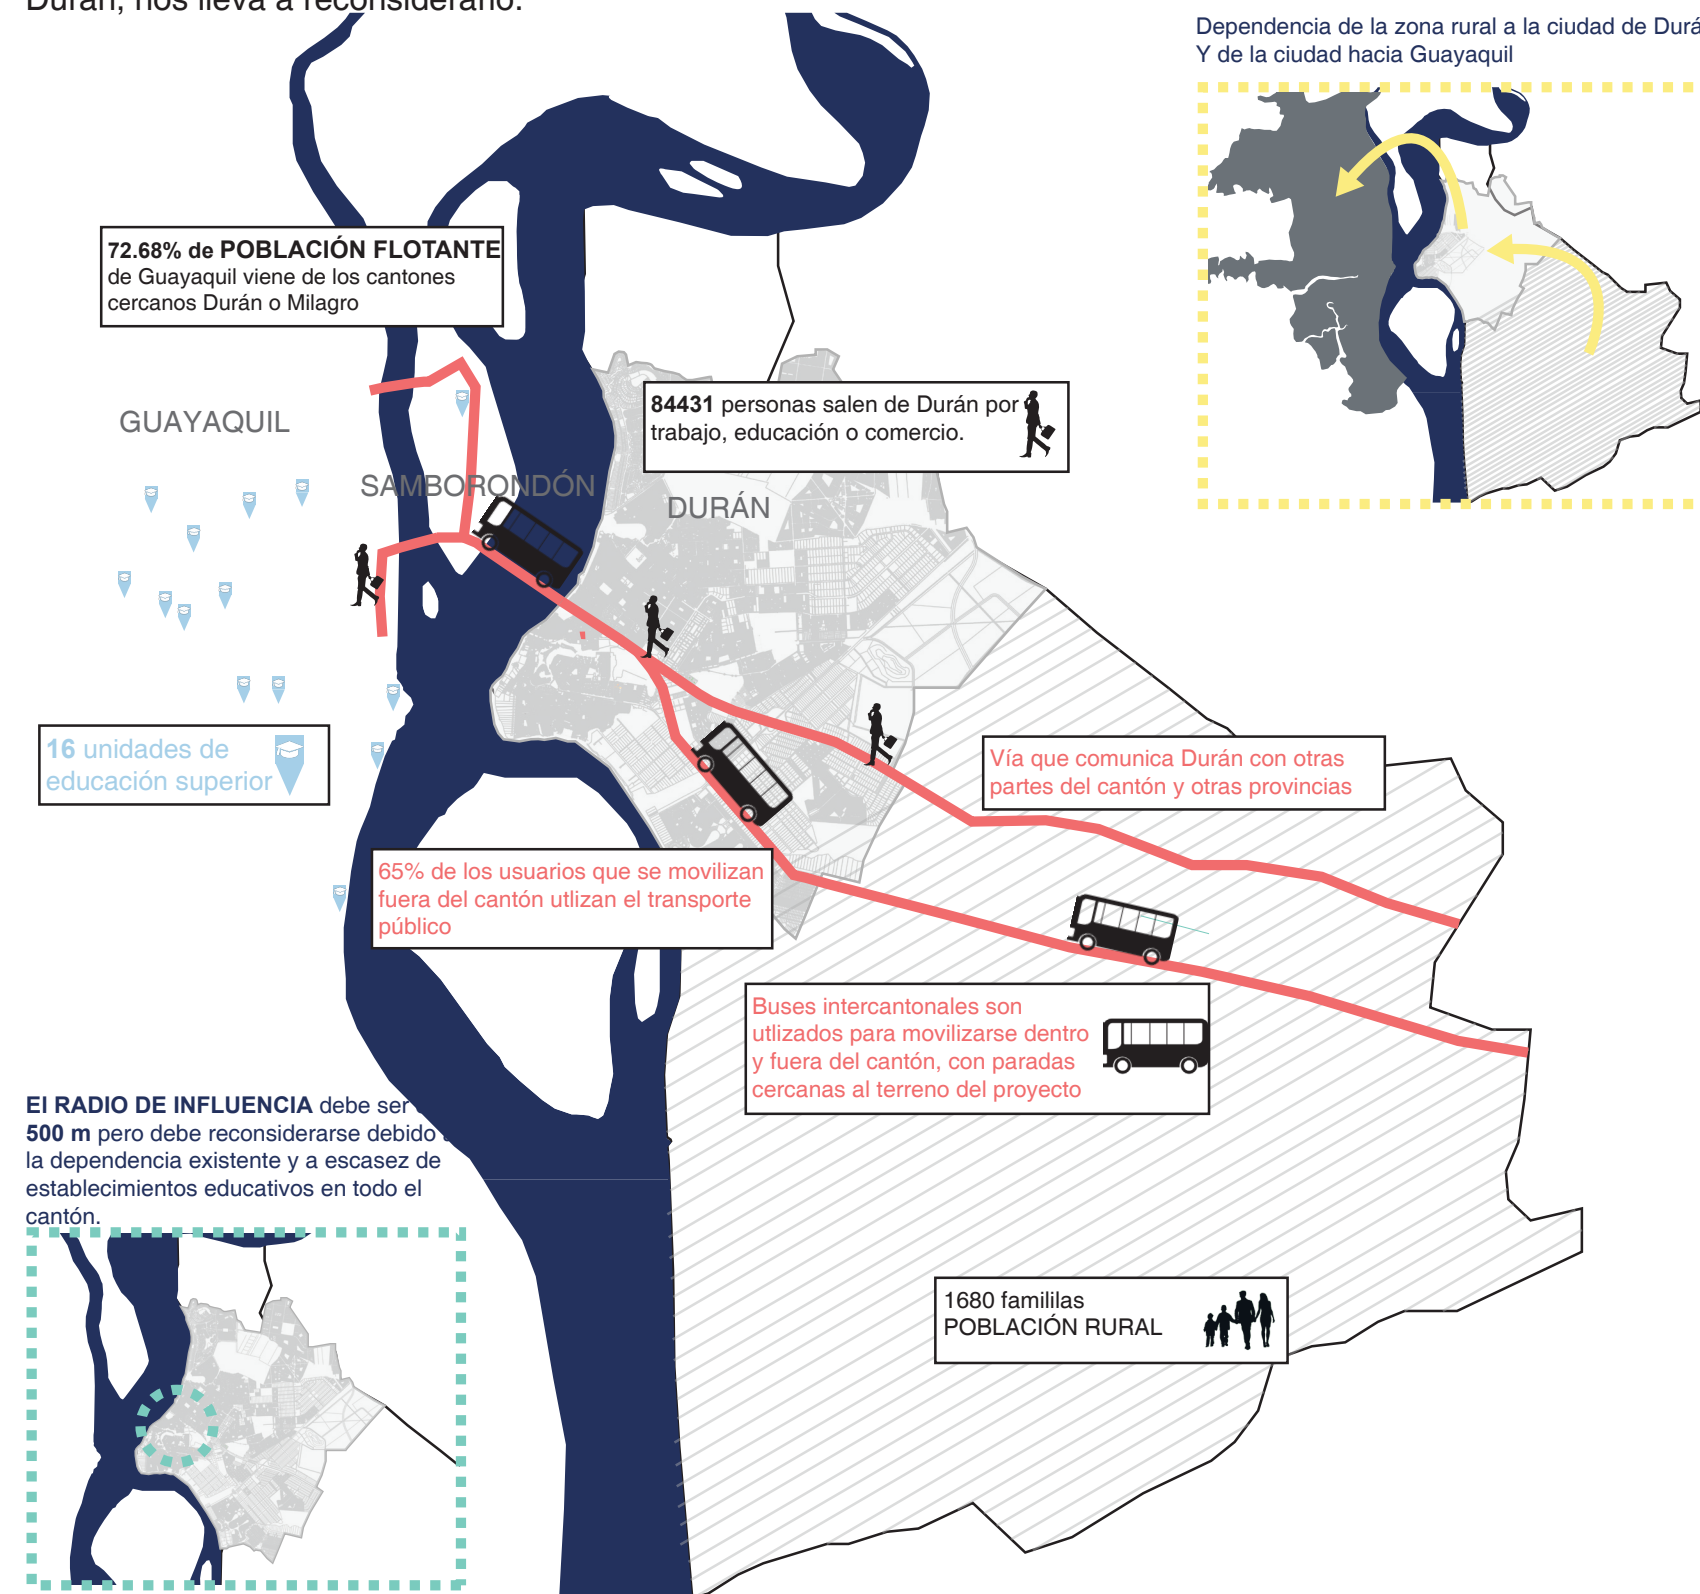 Durán, nos lleva a reconsiderarlo.
Dependencia de la zona rural a la ciudad de Durá
Y de la ciudad hacia Guayaquil
72.68% de POBLACIÓN FLOTANTE
de Guayaquil viene de los cantones
cercanos Durán o Milagro
84431 personas salen de Durán por
trabajo, educación o comercio.
GUAYAQUIL
SAMBORONDÓN
DURÁN
16 unidades de
educación superior
Vía que comunica Durán con otras
partes del cantón y otras provincias
65% de los usuarios que se movilizan
fuera del cantón utlizan el transporte
público
Buses intercantonales son
utlizados para movilizarse dentro
y fuera del cantón, con paradas
cercanas al terreno del proyecto
El RADIO DE INFLUENCIA debe ser
500 m pero debe reconsiderarse debido
la dependencia existente y a escasez de
establecimientos educativos en todo el
cantón.
1680 famililas
POBLACIÓN RURAL